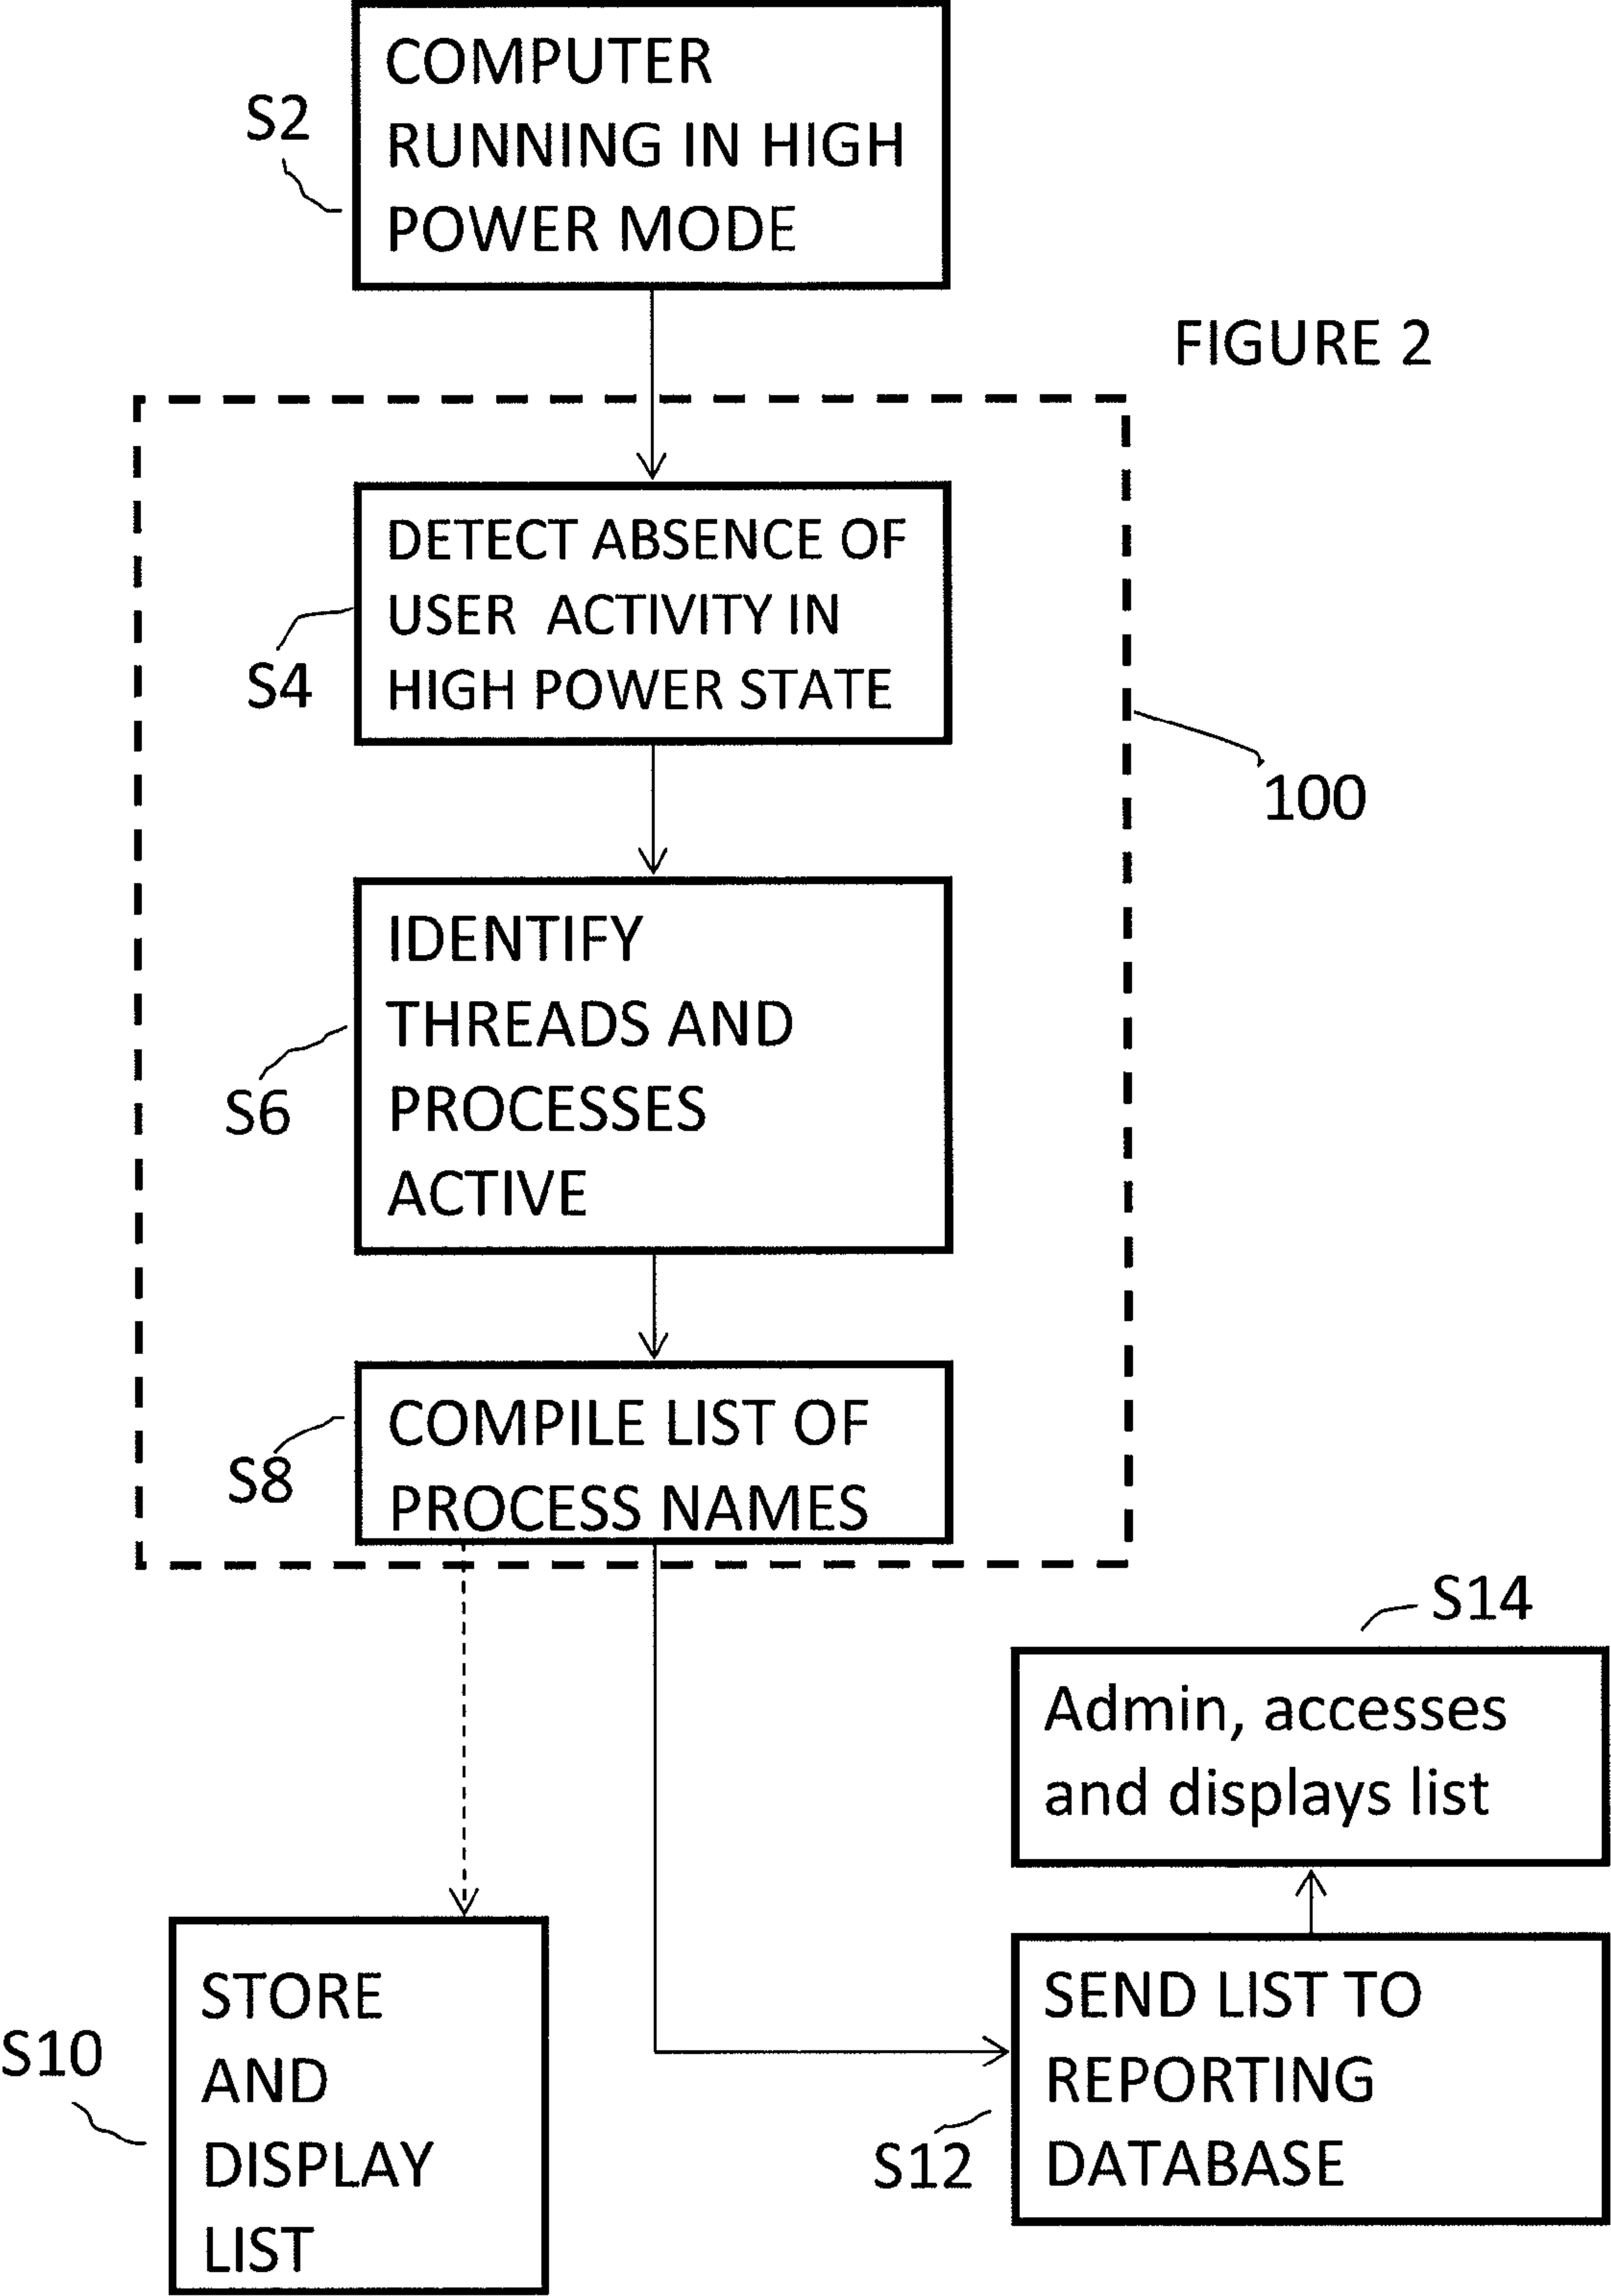 COMPUTER
RUNNING IN HIGH
POWER MODE
S2
FIGURE 2
DETECT ABSENCE OF
USER ACTIVITY IN
HIGH POWER STATE
S4
100
IDENTIFY
THREADS AND
PROCESSES
ACTIVE
S6
COMPILE LIST OF
PROCESS NAMES
S8
S14
Admin, accesses
and displays list
STORE
AND
DISPLAY
LIST
S10
SEND LIST TO
REPORTING
DATABASE
S12